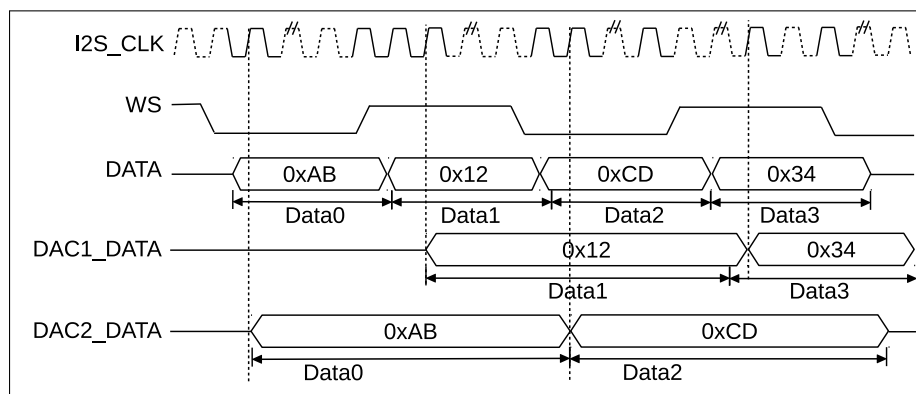 I2S_CLK
WS
DATA 0xAB 0x12 0xCD 0x34
Data0 Data1 Data2 Data3
DAC1_DATA 0x12 0x34
Data1 Data3
DAC2_DATA 0xAB 0xCD
Data0 Data2